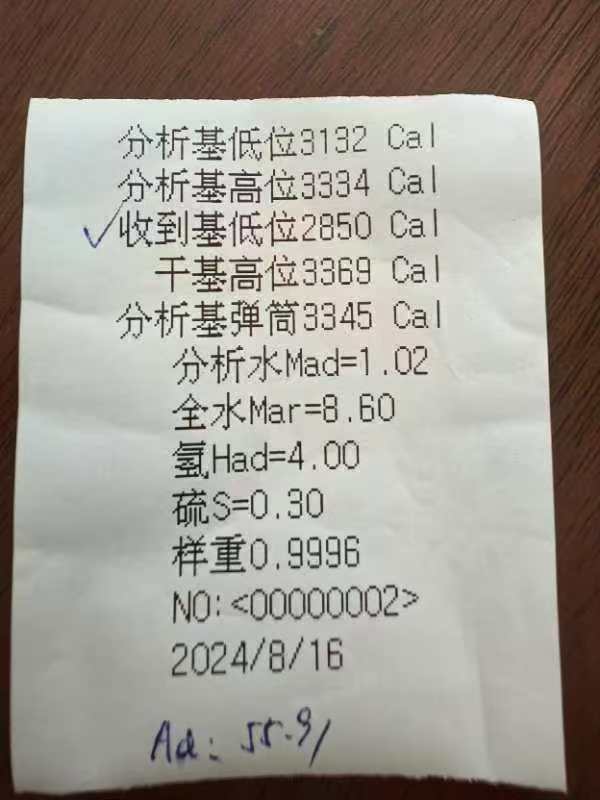 分析基低位3132 Cal
分析基高位3334 Cal
✓收到基低位2850 Cal
干基高位3369 Cal
分析基弹筒3345 Cal
分析水Mad=1.02
全水Mar=8.60
氢Had=4.00
硫S=0.30
样重0.9996
NO:<00000002>
2024/8/16
Ad: 55.91